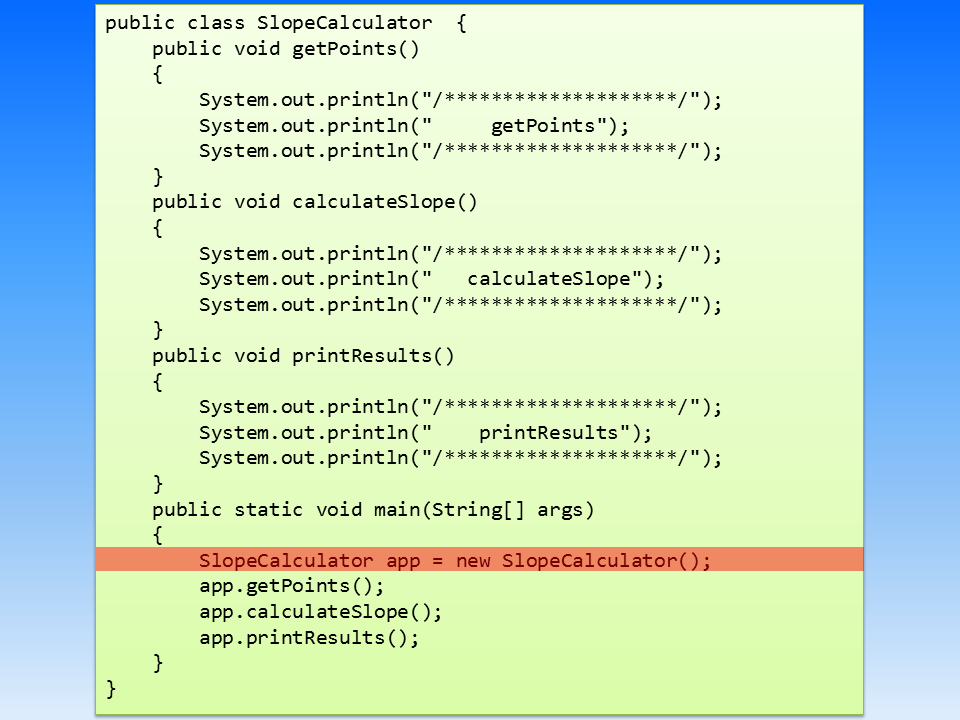 public class SlopeCalculator  {
    public void getPoints()
    {
        System.out.println("/********************/");
        System.out.println("     getPoints");
        System.out.println("/********************/");
    }
    public void calculateSlope()
    {
        System.out.println("/********************/");
        System.out.println("   calculateSlope");
        System.out.println("/********************/");
    }
    public void printResults()
    {
        System.out.println("/********************/");
        System.out.println("    printResults");
        System.out.println("/********************/");
    }
    public static void main(String[] args)
    {
        SlopeCalculator app = new SlopeCalculator();
        app.getPoints();
        app.calculateSlope();
        app.printResults();
    }
}